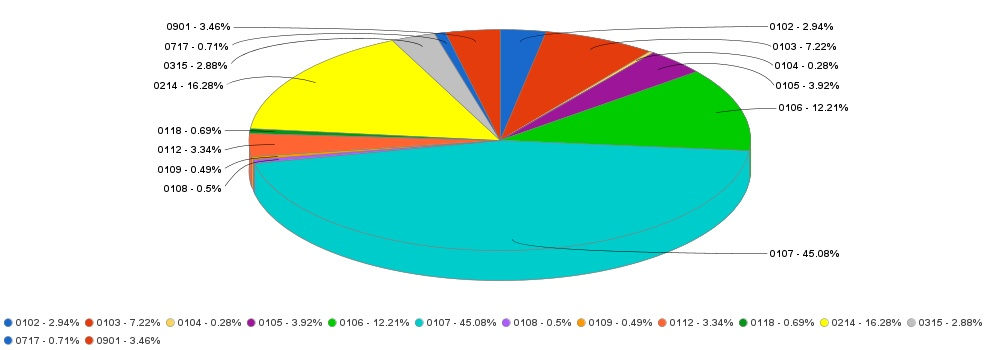 0901 - 3.46%
0717 - 0.71%
0315 - 2.88%
0214 - 16.28%
0118 - 0.69%
0112 - 3.34%
0109 - 0.49%
0108 - 0.5%
0102 - 2.94%
0103 - 7.22%
0104 - 0.28%
0105 - 3.92%
0106 - 12.21%
0107 - 45.08%
0102 - 2.94% 0103 - 7.22% 0104 - 0.28% 0105 - 3.92% 0106 - 12.21% 0107 - 45.08% 0108 - 0.5% 0109 - 0.49% 0112 - 3.34% 0118 - 0.69% 0214 - 16.28% 0315 - 2.88%
0717 - 0.71% 0901 - 3.46%